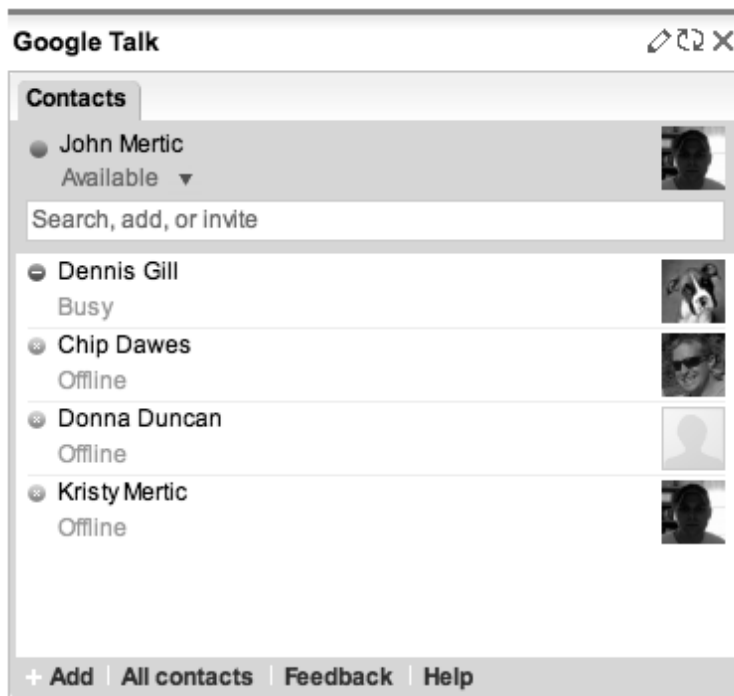 Google Talk
Contacts
John Mertic
Available
Search, add, or invite
Dennis Gill
Busy
Chip Dawes
Offline
Donna Duncan
Offline
Kristy Mertic
Offline
+ Add All contacts Feedback Help